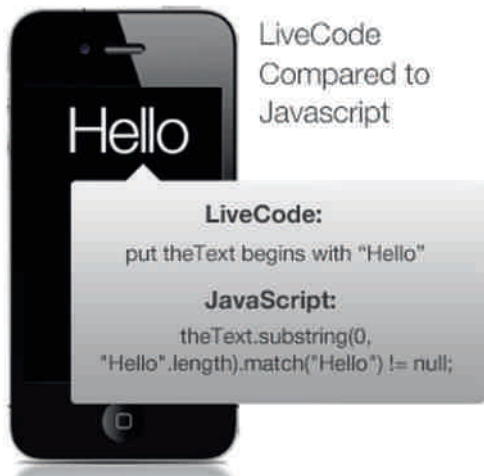 LiveCode
Compared to
Javascript
Hello
LiveCode:
put theText begins with “Hello”
JavaScript:
theText.substring(0,
"Hello".length).match("Hello") != null;